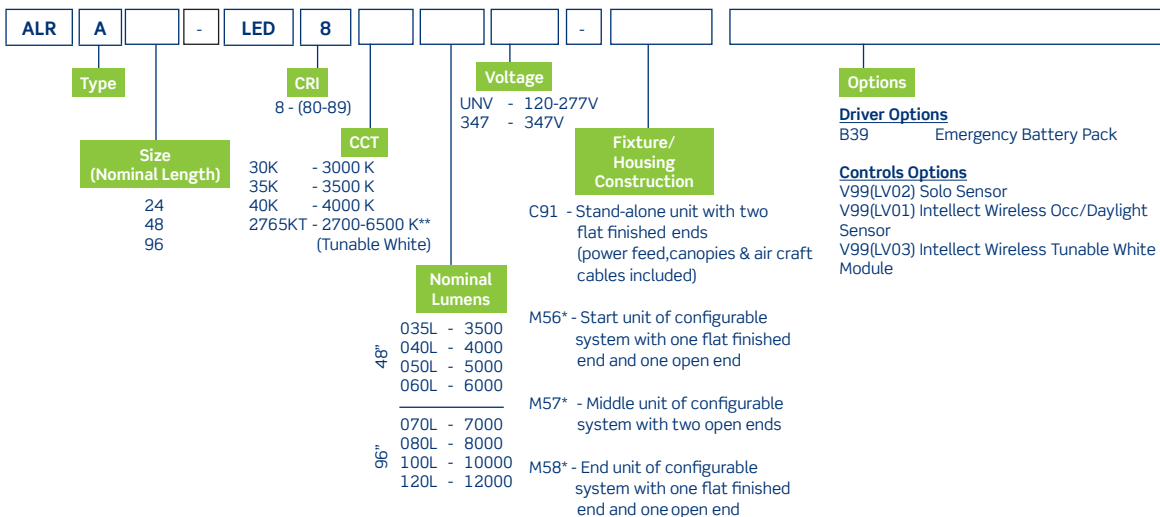 ALR A - LED 8 -
Type
Size
(Nominal Length)
24
48
96
CRI
8 - (80-89)
CCT
30K - 3000 K
35K - 3500 K
40K - 4000 K
2765KT - 2700-6500 K**
(Tunable White)
Nominal
Lumens
48"
035L - 3500
040L - 4000
050L - 5000
060L - 6000
96"
070L - 7000
080L - 8000
100L - 10000
120L - 12000
Voltage
UNV - 120-277V
347 - 347V
Fixture/
Housing
Construction
C91 - Stand-alone unit with two
flat finished ends
(power feed,canopies & air craft
cables included)
M56* - Start unit of configurable
system with one flat finished
end and one open end
M57* - Middle unit of configurable
system with two open ends
M58* - End unit of configurable
system with one flat finished
end and one open end
Options
Driver Options
B39 Emergency Battery Pack
Controls Options
V99(LV02) Solo Sensor
V99(LV01) Intellect Wireless Occ/Daylight
Sensor
V99(LV03) Intellect Wireless Tunable White
Module